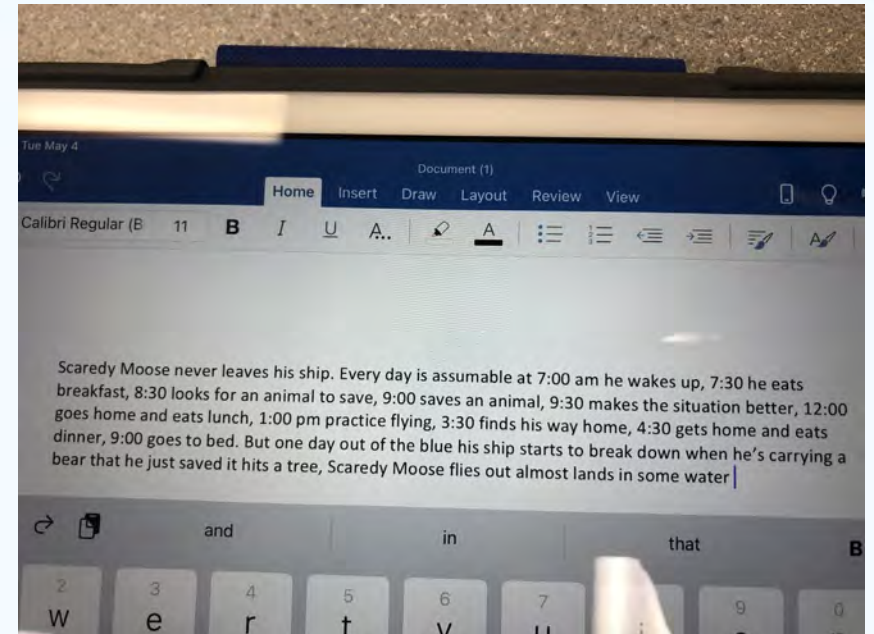 Tue May 4
Document (1)
Home Insert Draw Layout Review View
Calibri Regular (B 11 B I U A.. A
Scaredy Moose never leaves his ship. Every day is assumable at 7:00 am he wakes up, 7:30 he eats
breakfast, 8:30 looks for an animal to save, 9:00 saves an animal, 9:30 makes the situation better, 12:00
goes home and eats lunch, 1:00 pm practice flying, 3:30 finds his way home, 4:30 gets home and eats
dinner, 9:00 goes to bed. But one day out of the blue his ship starts to break down when he's carrying a
bear that he just saved it hits a tree, Scaredy Moose flies out almost lands in some water
and in that B
2 3 4 5 6 7 9 0
w e r t